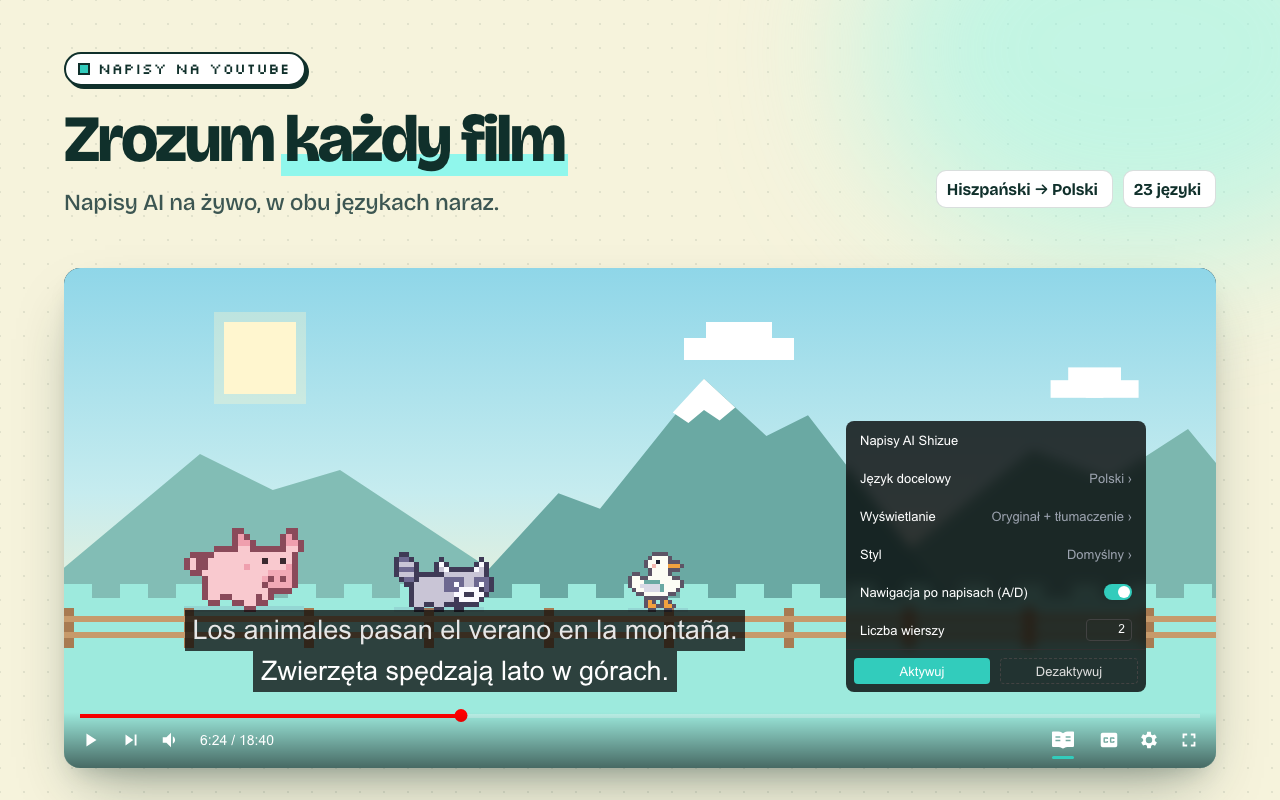 NAPISY NA YOUTUBE
Zrozum każdy film
Napisy AI na żywo, w obu językach naraz.
Hiszpański → Polski
23 języki
Napisy AI Shizue
Język docelowy Polski ›
Wyświetlanie Oryginał + tłumaczenie ›
Styl Domyślny ›
Nawigacja po napisach (A/D)
Liczba wierszy 2
Aktywuj Dezaktywuj
Los animales pasan el verano en la montaña.
Zwierzęta spędzają lato w górach.
6:24 / 18:40
CC